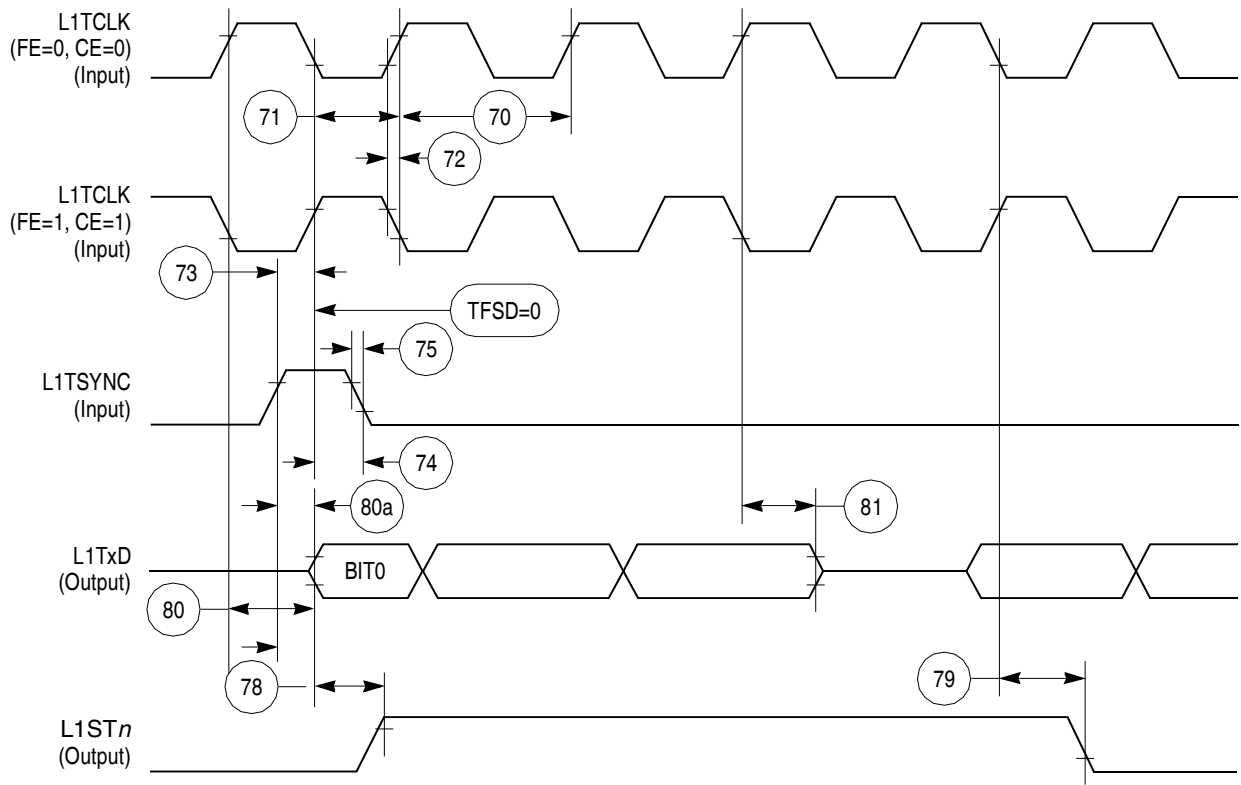 L1TCLK
(FE=0, CE=0)
(Input)
71
70
72
L1TCLK
(FE=1, CE=1)
(Input)
73
TFSD=0
75
L1TSYNC
(Input)
74
80a
81
L1TxD
(Output)
BIT0
80
78
79
L1STn
(Output)